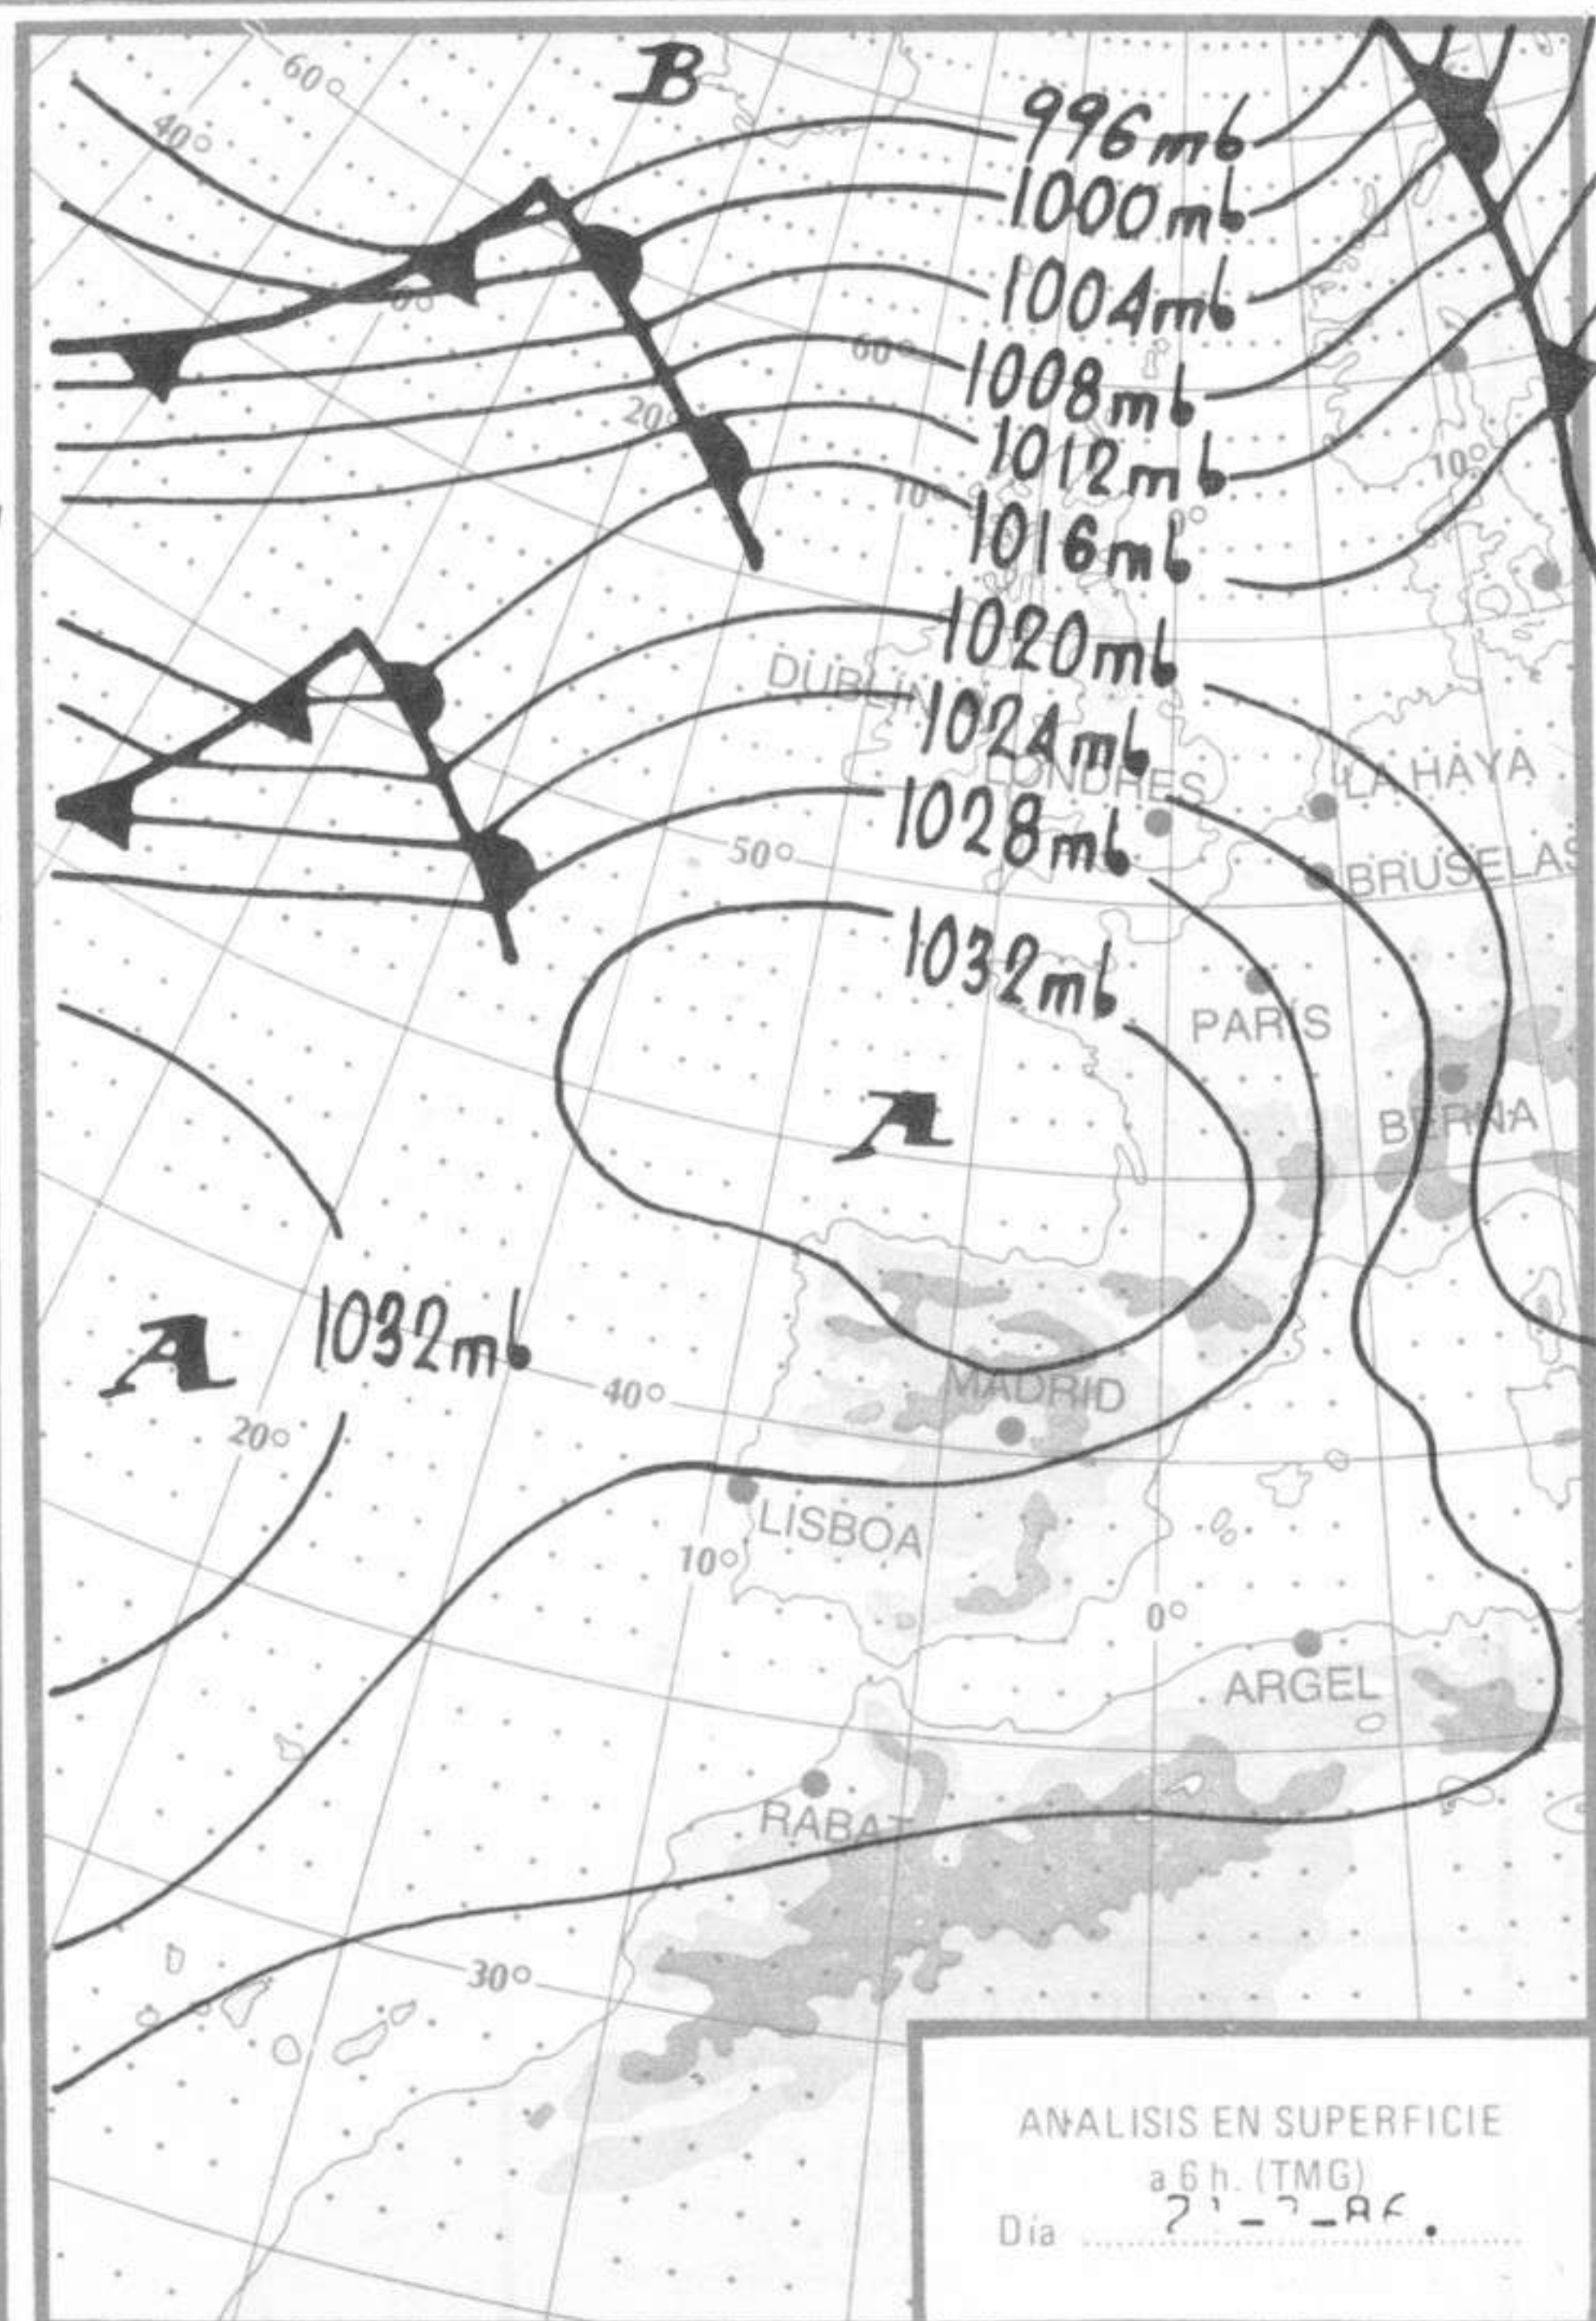 60°
B
40°
996mb
1000mb
1004mb
60°
1008mb
20°
1012mb
10°
10°
0°
1016mb
1020mb
DUBLIN
1024mb
LONDRES
LA HAYA
1028mb
50°
BRUSELAS
1032mb
PARÍS
A
BERNA
A
1032mb
40°
MADRID
20°
LISBOA
10°
0°
ARGEL
RABAT
30°
ANALISIS EN SUPERFICIE
a 6 h. (TMG)
Día